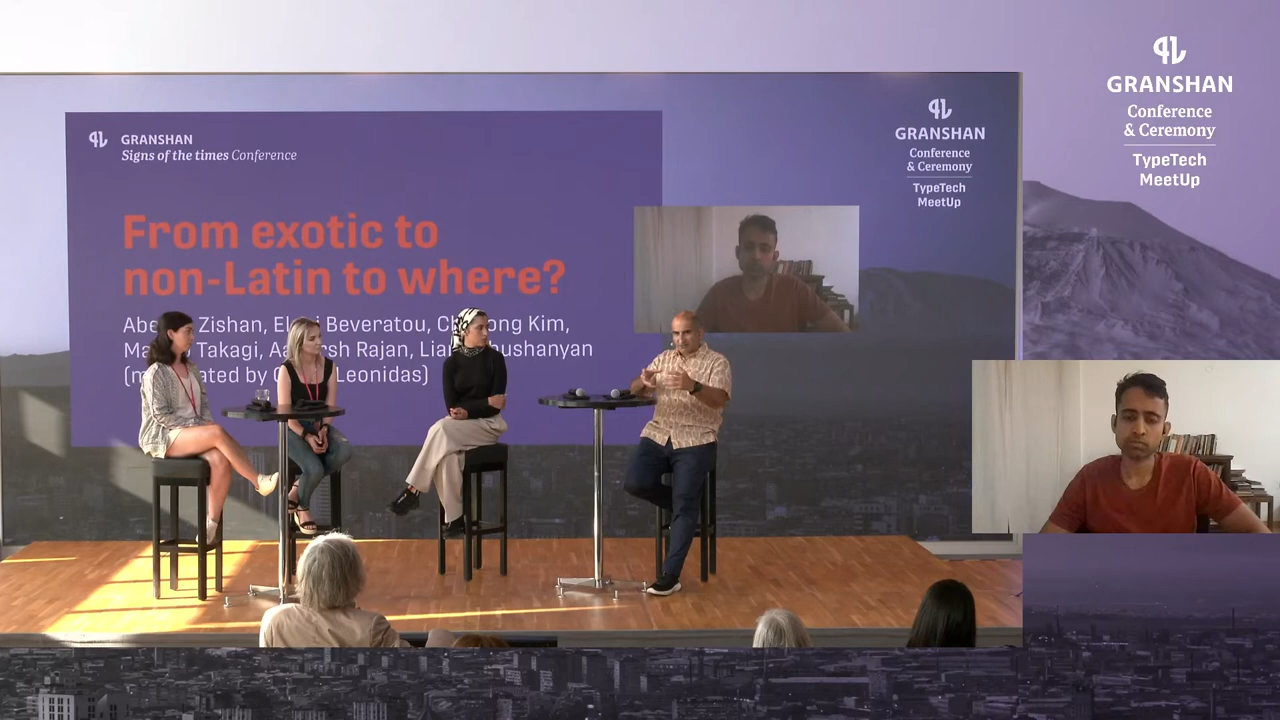 GRANSHAN
Signs of the times Conference
From exotic to
non-Latin to where?
Zishan, Beveratou, Kim,
Takagi, Rajan,
by Leonidas)
GRANSHAN
Conference
& Ceremony
TypeTech
MeetUp
GRANSHAN
Conference
& Ceremony
TypeTech
MeetUp